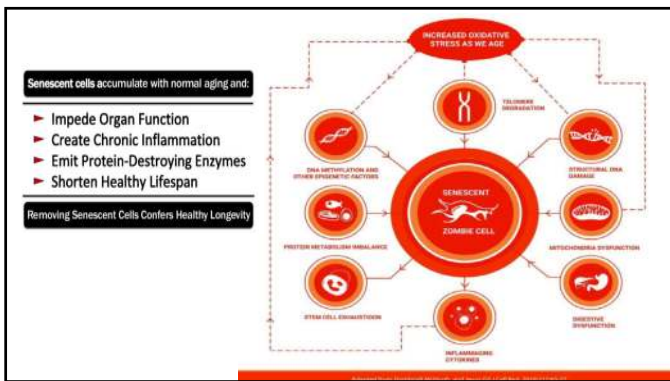 Senescent cells accumulate with normal aging and:
Impede Organ Function
Create Chronic Inflammation
Emit Protein-Destroying Enzymes
Shorten Healthy Lifespan
Removing Senescent Cells Confers Healthy Longevity
INCREASED OXIDATIVE
STRESS AS WE AGE
TELOMERE
DEGRADATION
DNA METHYLATION AND
OTHER EPIGENETIC FACTORS
STRUCTURAL DNA
DAMAGE
SENESCENT
ZOMBIE CELL
PROTEIN METABOLISM IMBALANCE
MITOCHONDRIA DYSFUNCTION
STEM CELL EXHAUSTION
DIGESTIVE
DYSFUNCTION
INFLAMMAGING
CYTOKINES